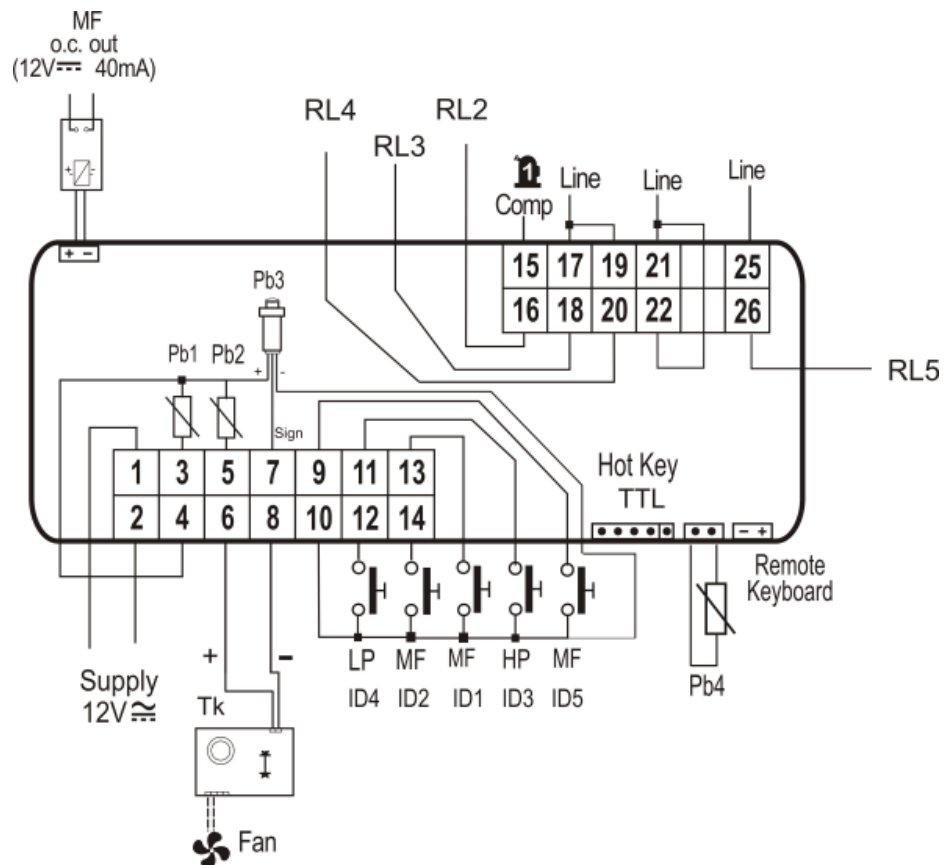 MF
o.c. out
(12V 40mA)
RL4
RL3
RL2
1
Comp
Line
Line
Line
+ -
15 17 19 21 25
16 18 20 22 26
RL5
Pb3
Pb1 Pb2
+ -
Sign
1 3 5 7 9 11 13
2 4 6 8 10 12 14
Hot Key
TTL
- +
Remote
Keyboard
Pb4
LP MF MF HP MF
ID4 ID2 ID1 ID3 ID5
Supply
12V
+ -
Tk
Fan